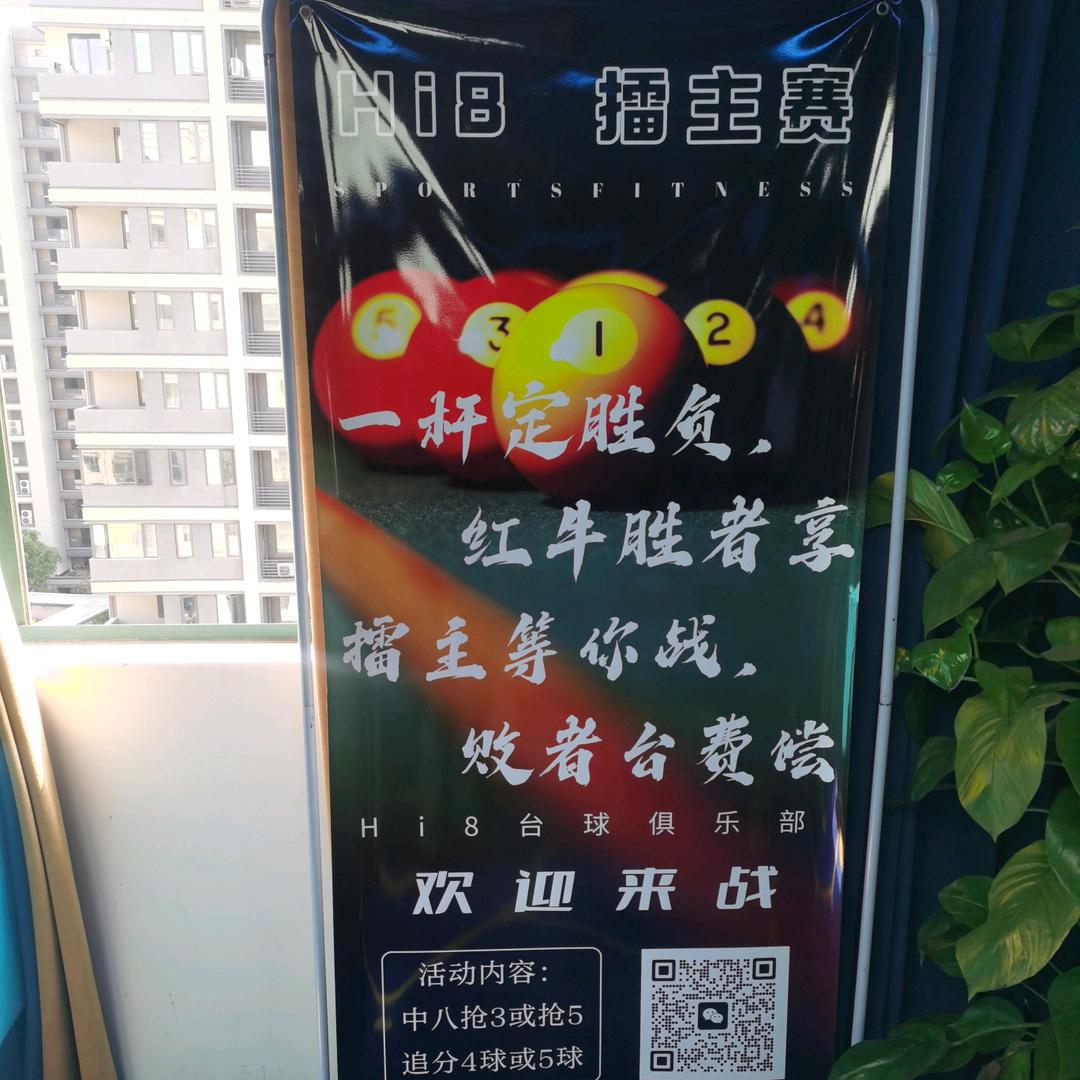 Hi8 擂主赛
SPORTSFITNESS
5 3 1 2 4
一杆定胜负，
红牛胜者享
擂主等你战，
败者台费偿
Hi8台球俱乐部
欢迎来战
活动内容：
中八抢3或抢5
追分4球或5球